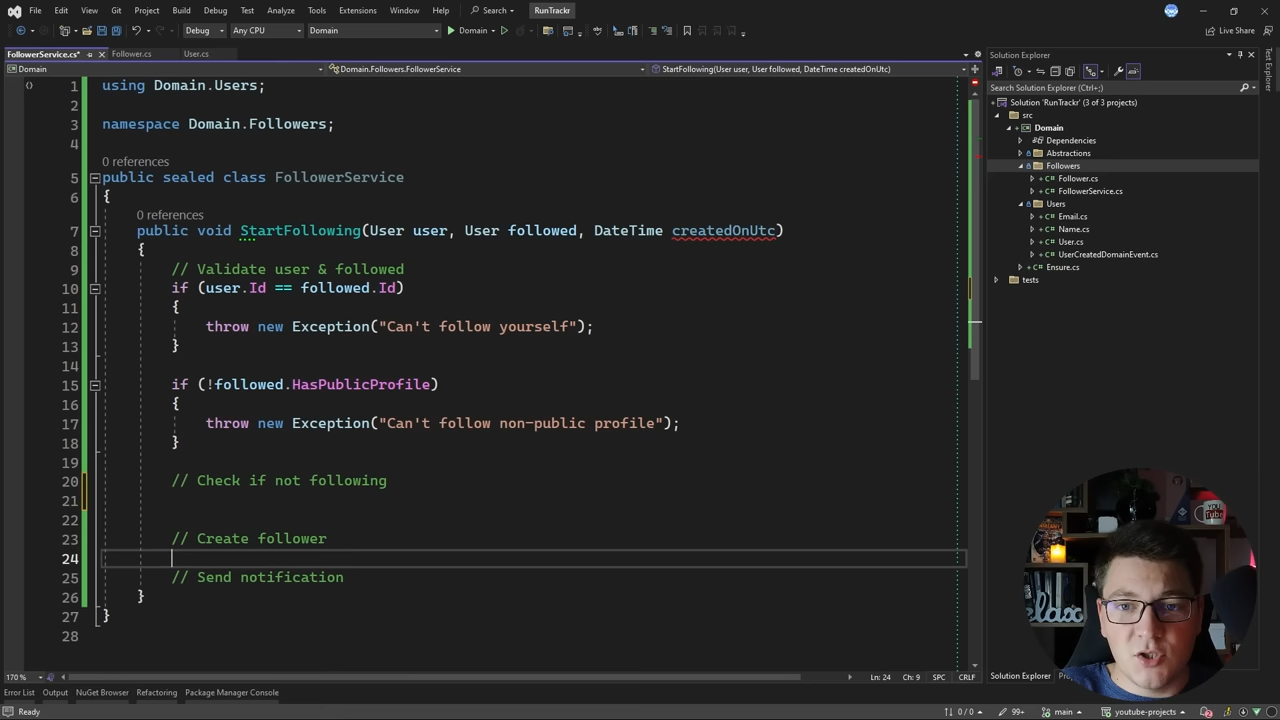 File Edit View Git Project Build Debug Test Analyze Tools Extensions Window Help Search RunTrackr
Debug Any CPU Domain Domain Live Share
FollowerService.cs* Follower.cs User.cs
Domain Domain.Followers.FollowerService StartFollowing(User user, User followed, DateTime createdOnUtc)
1 using Domain.Users;
2
3 namespace Domain.Followers;
4
0 references
5 public sealed class FollowerService
6 {
0 references
7 public void StartFollowing(User user, User followed, DateTime createdOnUtc)
8 {
9 // Validate user & followed
10 if (user.Id == followed.Id)
11 {
12 throw new Exception("Can't follow yourself");
13 }
14
15 if (!followed.HasPublicProfile)
16 {
17 throw new Exception("Can't follow non-public profile");
18 }
19
20 // Check if not following
21
22
23 // Create follower
24
25 // Send notification
26 }
27 }
28
170 % Ln: 24 Ch: 9 SPC CRLF
Error List Output NuGet Browser Refactoring Package Manager Console
Ready 0 / 0 99+ main youtube-projects 2
Solution Explorer
Search Solution Explorer (Ctrl+;)
Solution 'RunTrackr' (3 of 3 projects)
src
Domain
Dependencies
Abstractions
Followers
C# Follower.cs
C# FollowerService.cs
Users
C# Email.cs
C# Name.cs
C# User.cs
C# UserCreatedDomainEvent.cs
C# Ensure.cs
tests
Solution Explorer
Test Explorer
You
Tube
relax